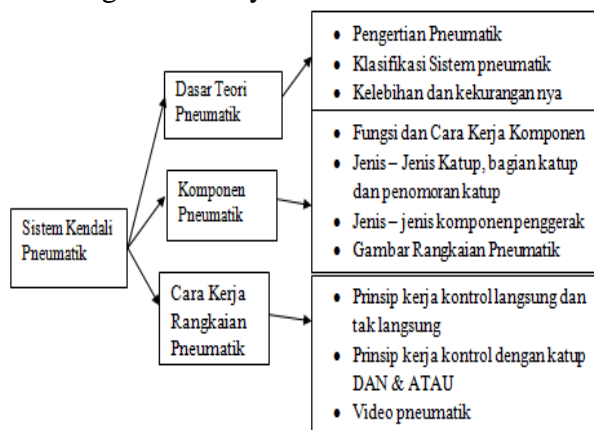 • Pengertian Pneumatik
• Klasifikasi Sistem pneumatik
• Kelebihan dan kekurangan nya
Dasar Teori
Pneumatik
• Fungsi dan Cara Kerja Komponen
• Jenis – Jenis Katup, bagian katup
dan penomoran katup
• Jenis – jenis komponen penggerak
• Gambar Rangkaian Pneumatik
Komponen
Pneumatik
Sistem Kendali
Pneumatik
Cara Kerja
Rangkaian
Pneumatik
• Prinsip kerja kontrol langsung dan
tak langsung
• Prinsip kerja kontrol dengan katup
DAN & ATAU
• Video pneumatik